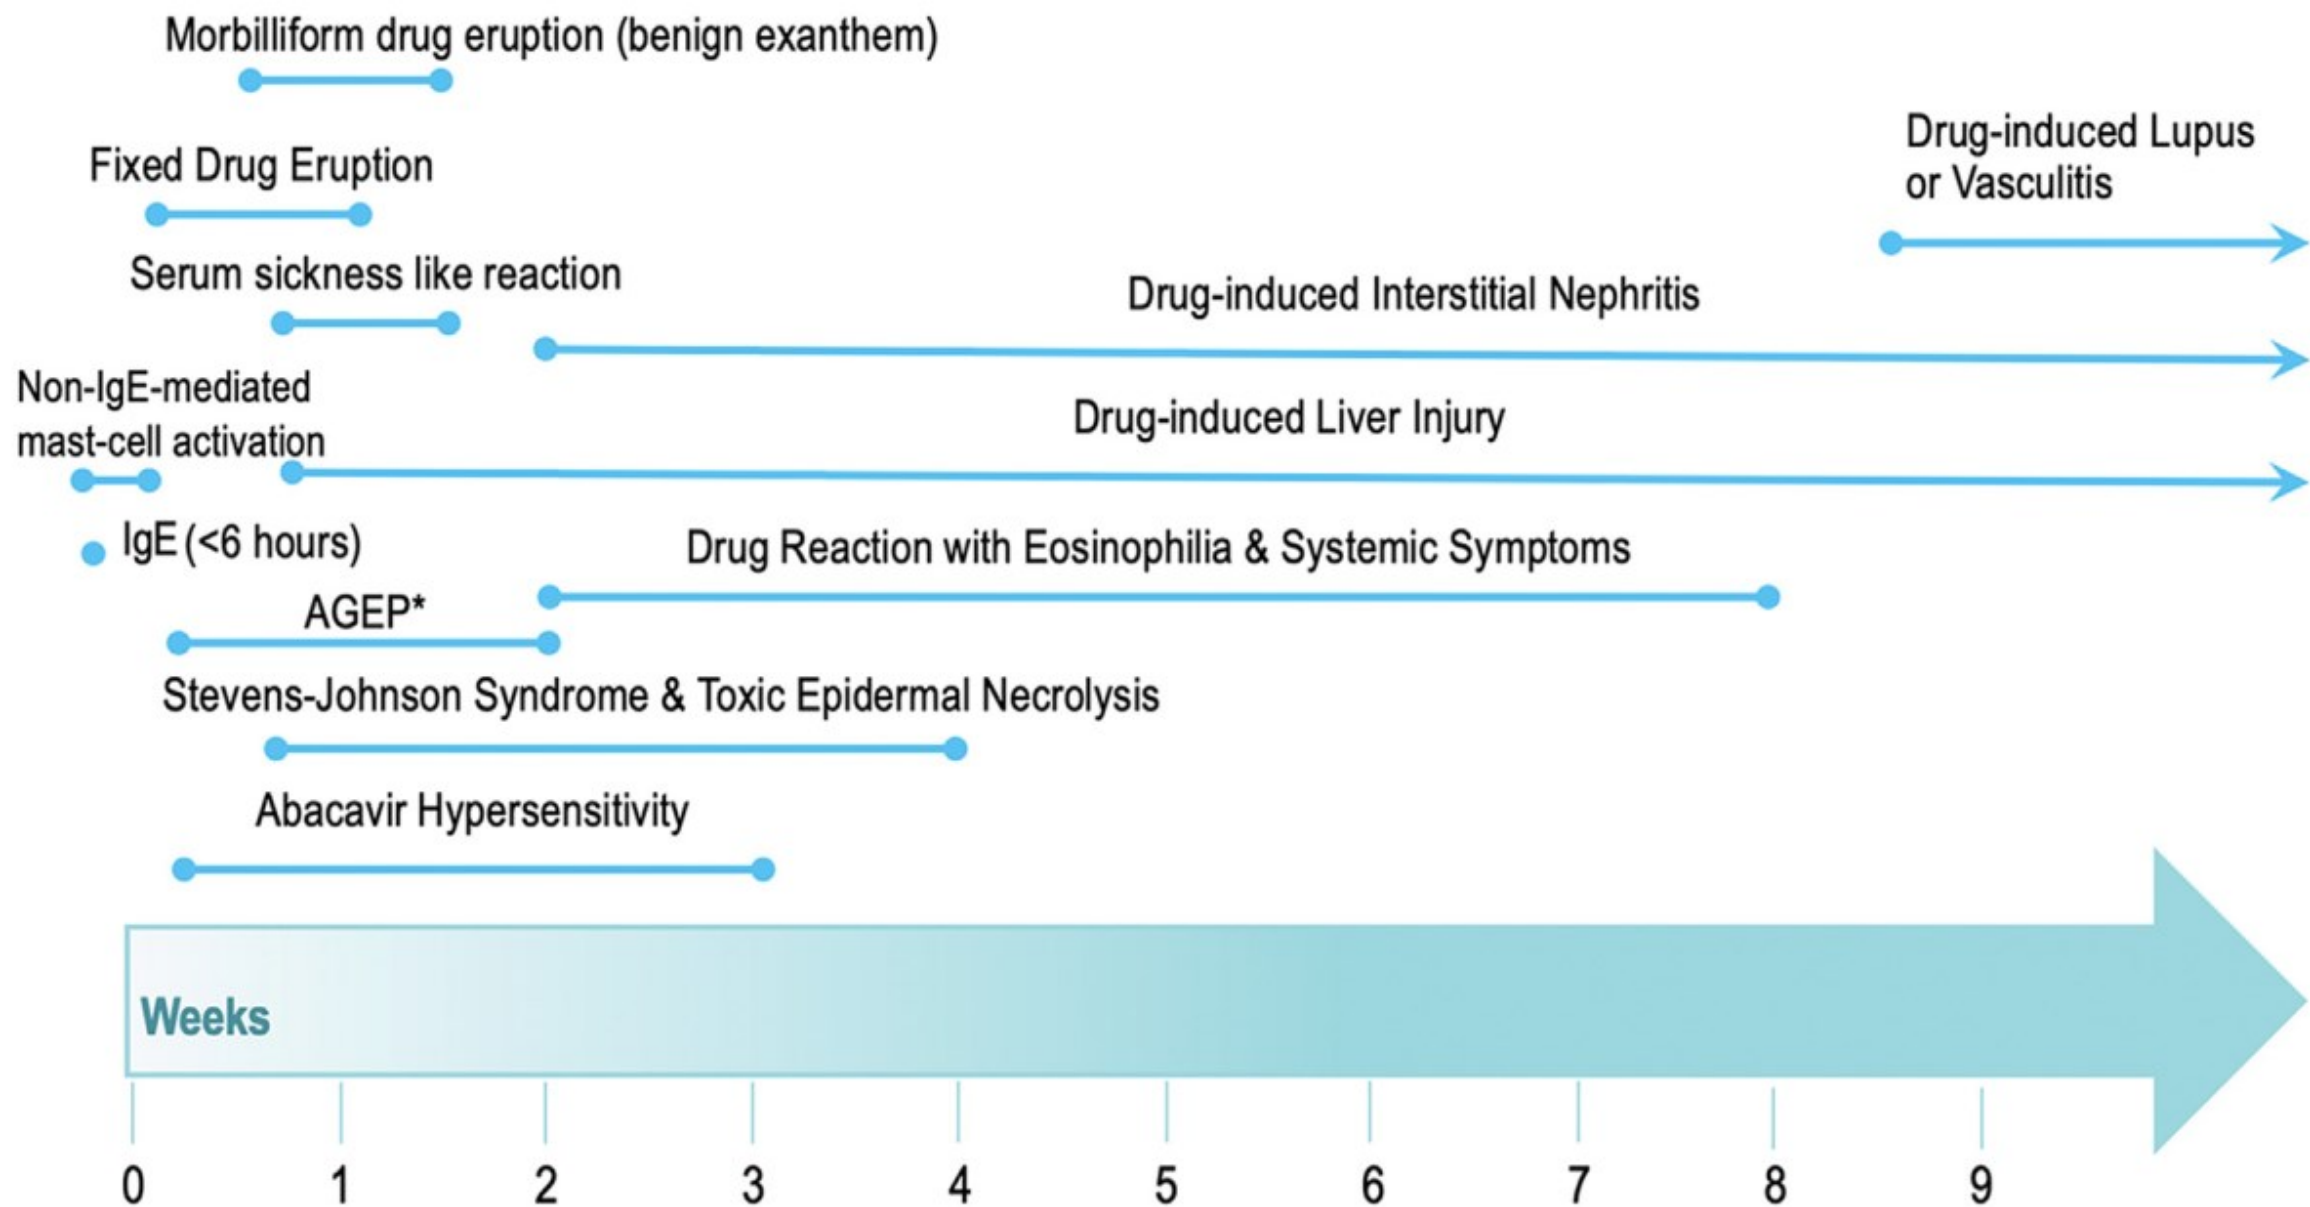 Morbilliform drug eruption (benign exanthem)
Drug-induced Lupus
or Vasculitis
Fixed Drug Eruption
Serum sickness like reaction
Drug-induced Interstitial Nephritis
Non-IgE-mediated
mast-cell activation
Drug-induced Liver Injury
IgE (<6 hours)
Drug Reaction with Eosinophilia & Systemic Symptoms
AGEP*
Stevens-Johnson Syndrome & Toxic Epidermal Necrolysis
Abacavir Hypersensitivity
Weeks
0 1 2 3 4 5 6 7 8 9